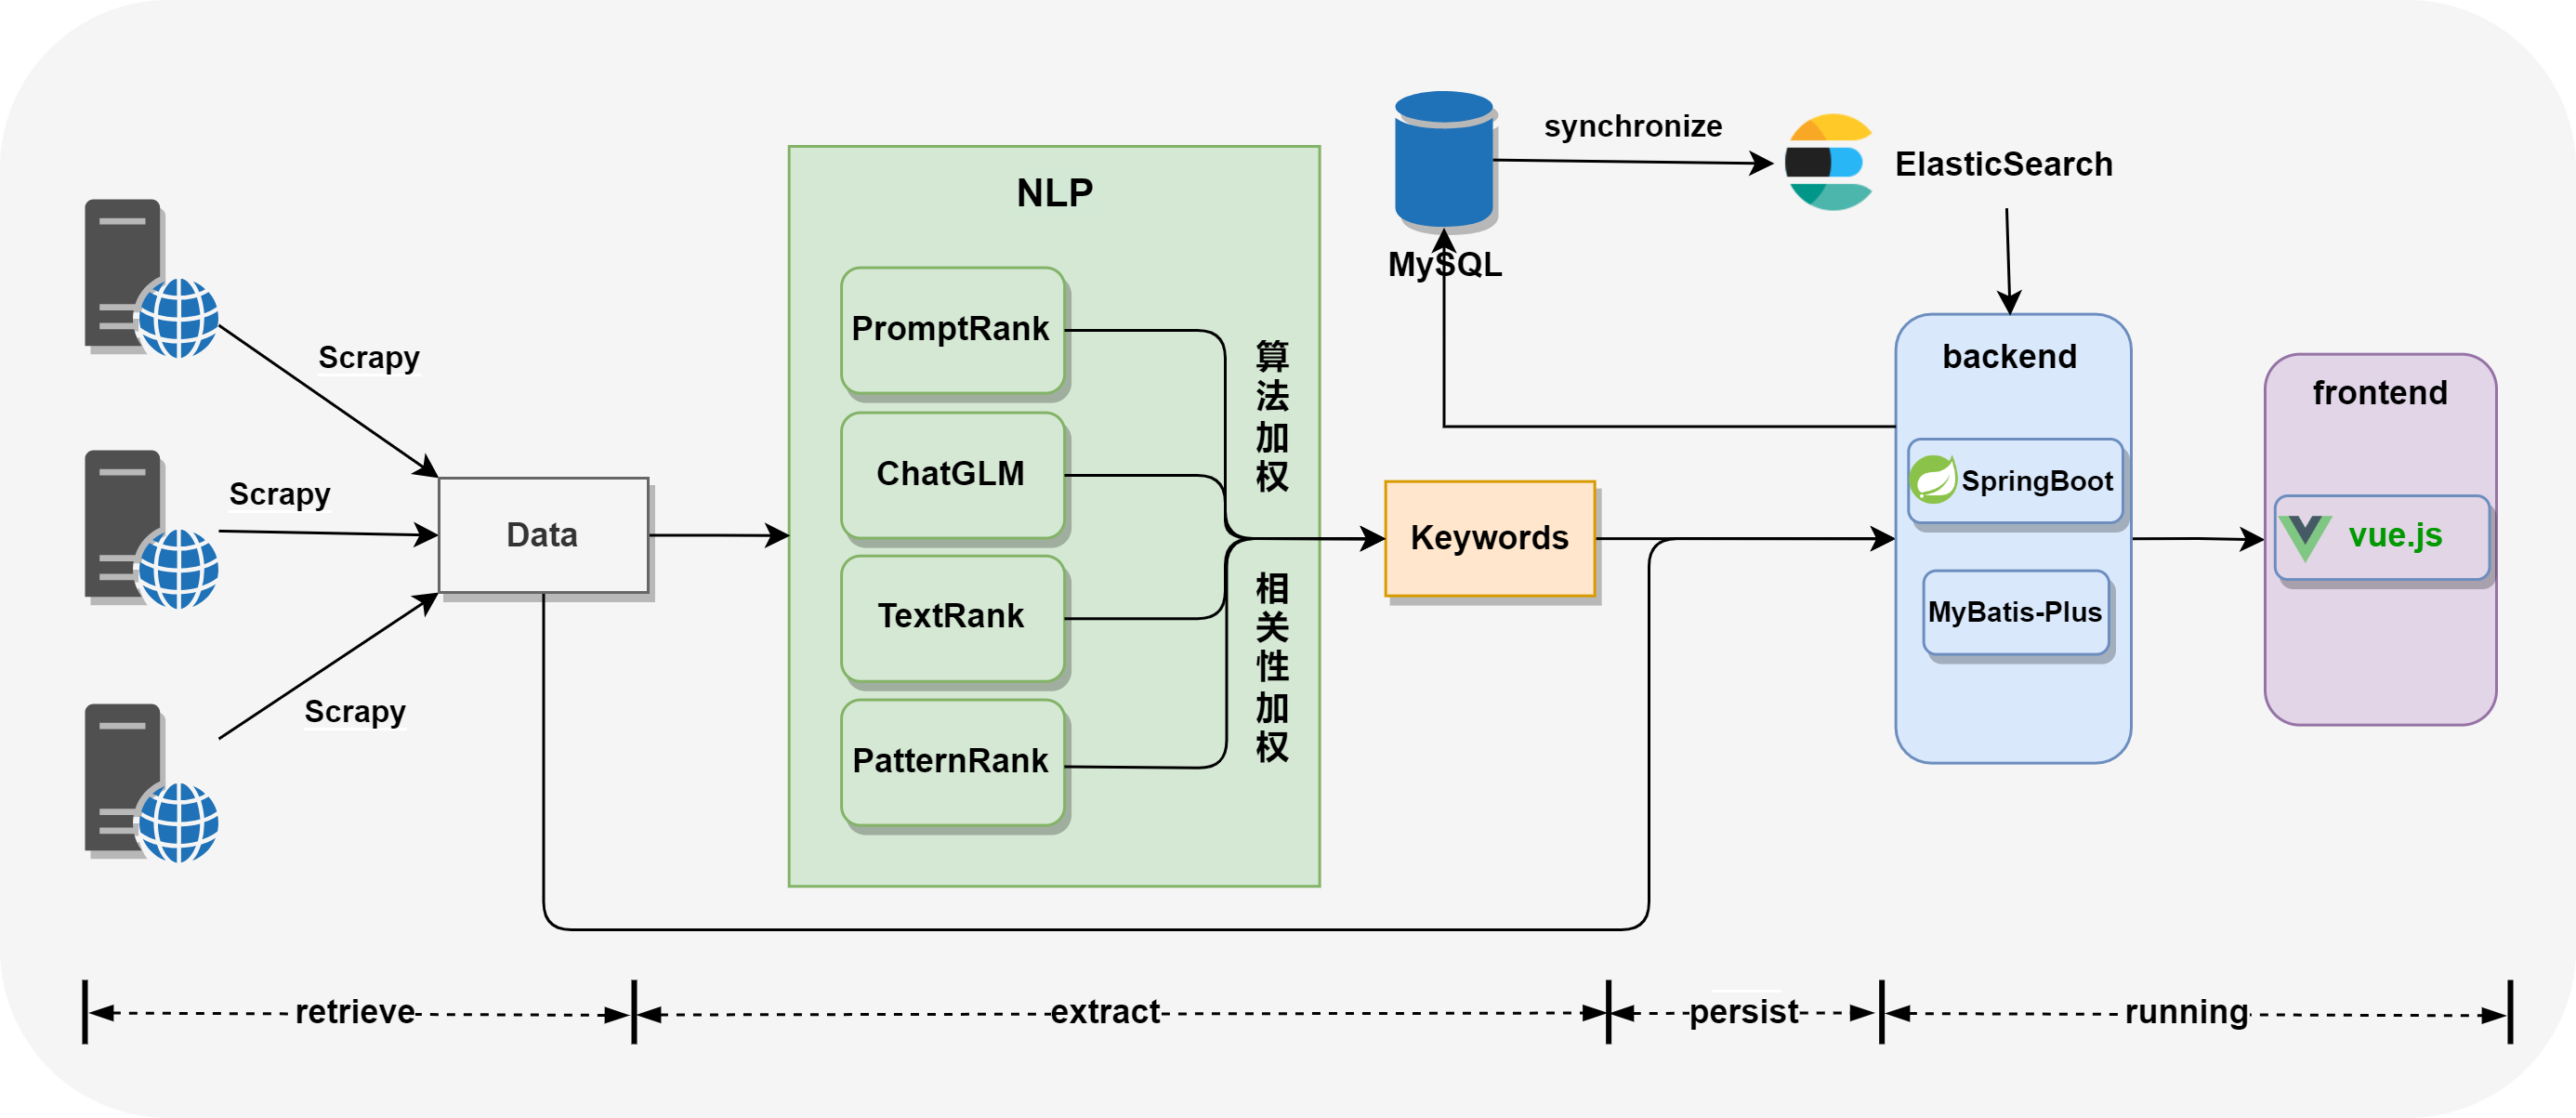 Scrapy
Scrapy
Scrapy
Data
NLP
PromptRank
ChatGLM
TextRank
PatternRank
算法加权
相关性加权
Keywords
MySQL
synchronize
ElasticSearch
backend
SpringBoot
MyBatis-Plus
frontend
vue.js
retrieve
extract
persist
running